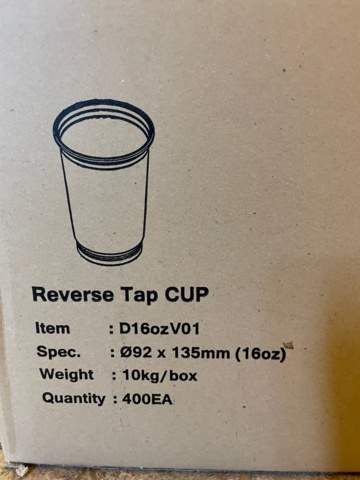 Reverse Tap CUP
Item : D16ozV01
Spec. : Ø92 x 135mm (16oz)
Weight : 10kg/box
Quantity : 400EA